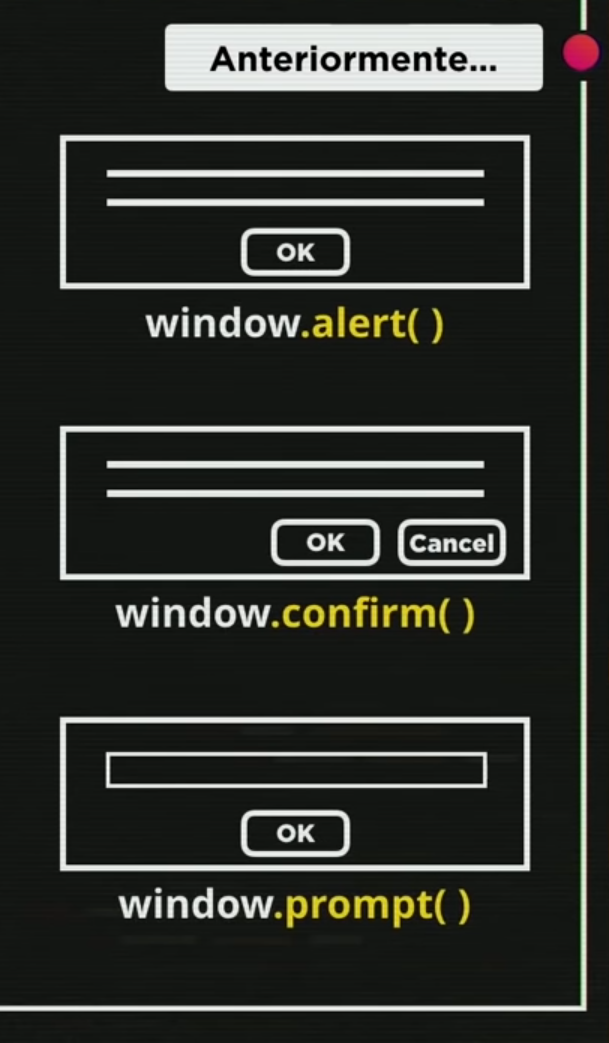 Anteriormente...
OK
window.alert( )
OK Cancel
window.confirm( )
OK
window.prompt( )